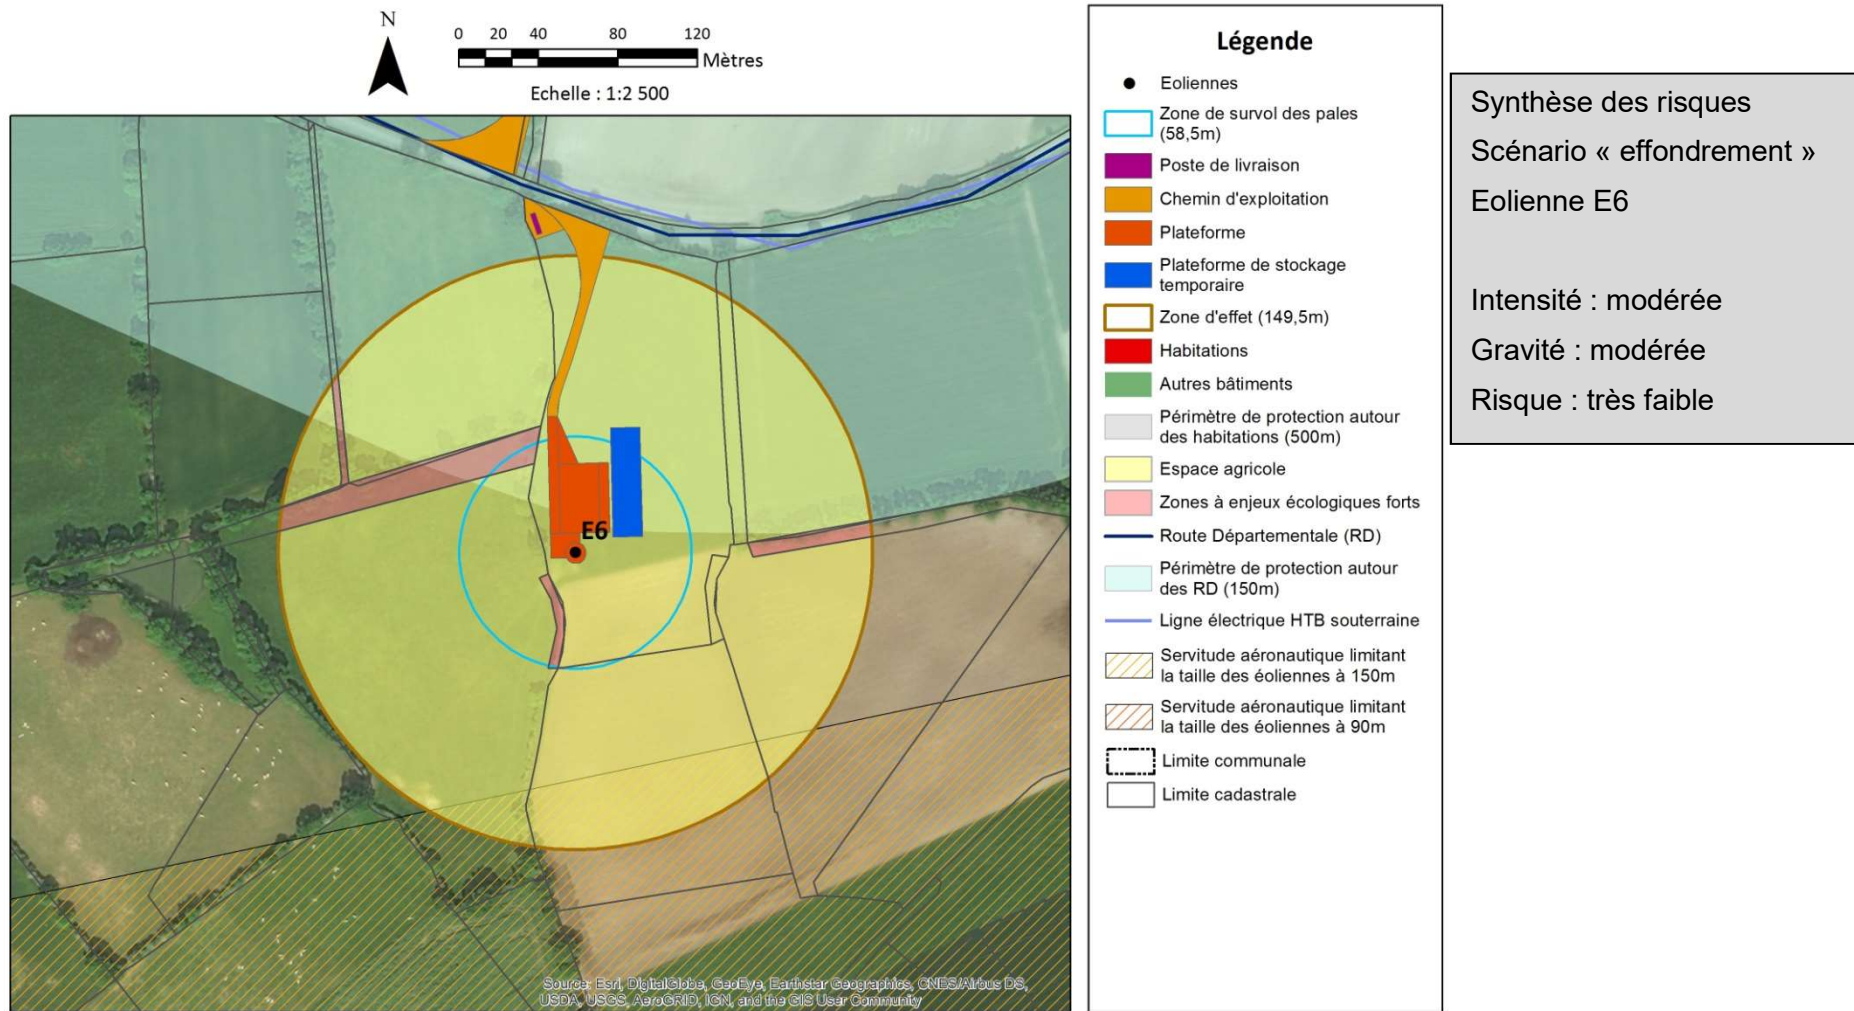 N
0 20 40 80 120
Mètres
Echelle : 1:2 500
E6
Source: Esri, DigitalGlobe, GeoEye, Earthstar Geographics, CNES/Airbus DS,
USDA, USGS, AeroGRID, IGN, and the GIS User Community
Légende
Eoliennes
Zone de survol des pales
(58,5m)
Poste de livraison
Chemin d'exploitation
Plateforme
Plateforme de stockage
temporaire
Zone d'effet (149,5m)
Habitations
Autres bâtiments
Périmètre de protection autour
des habitations (500m)
Espace agricole
Zones à enjeux écologiques forts
Route Départementale (RD)
Périmètre de protection autour
des RD (150m)
Ligne électrique HTB souterraine
Servitude aéronautique limitant
la taille des éoliennes à 150m
Servitude aéronautique limitant
la taille des éoliennes à 90m
Limite communale
Limite cadastrale
Synthèse des risques
Scénario « effondrement »
Eolienne E6
Intensité : modérée
Gravité : modérée
Risque : très faible